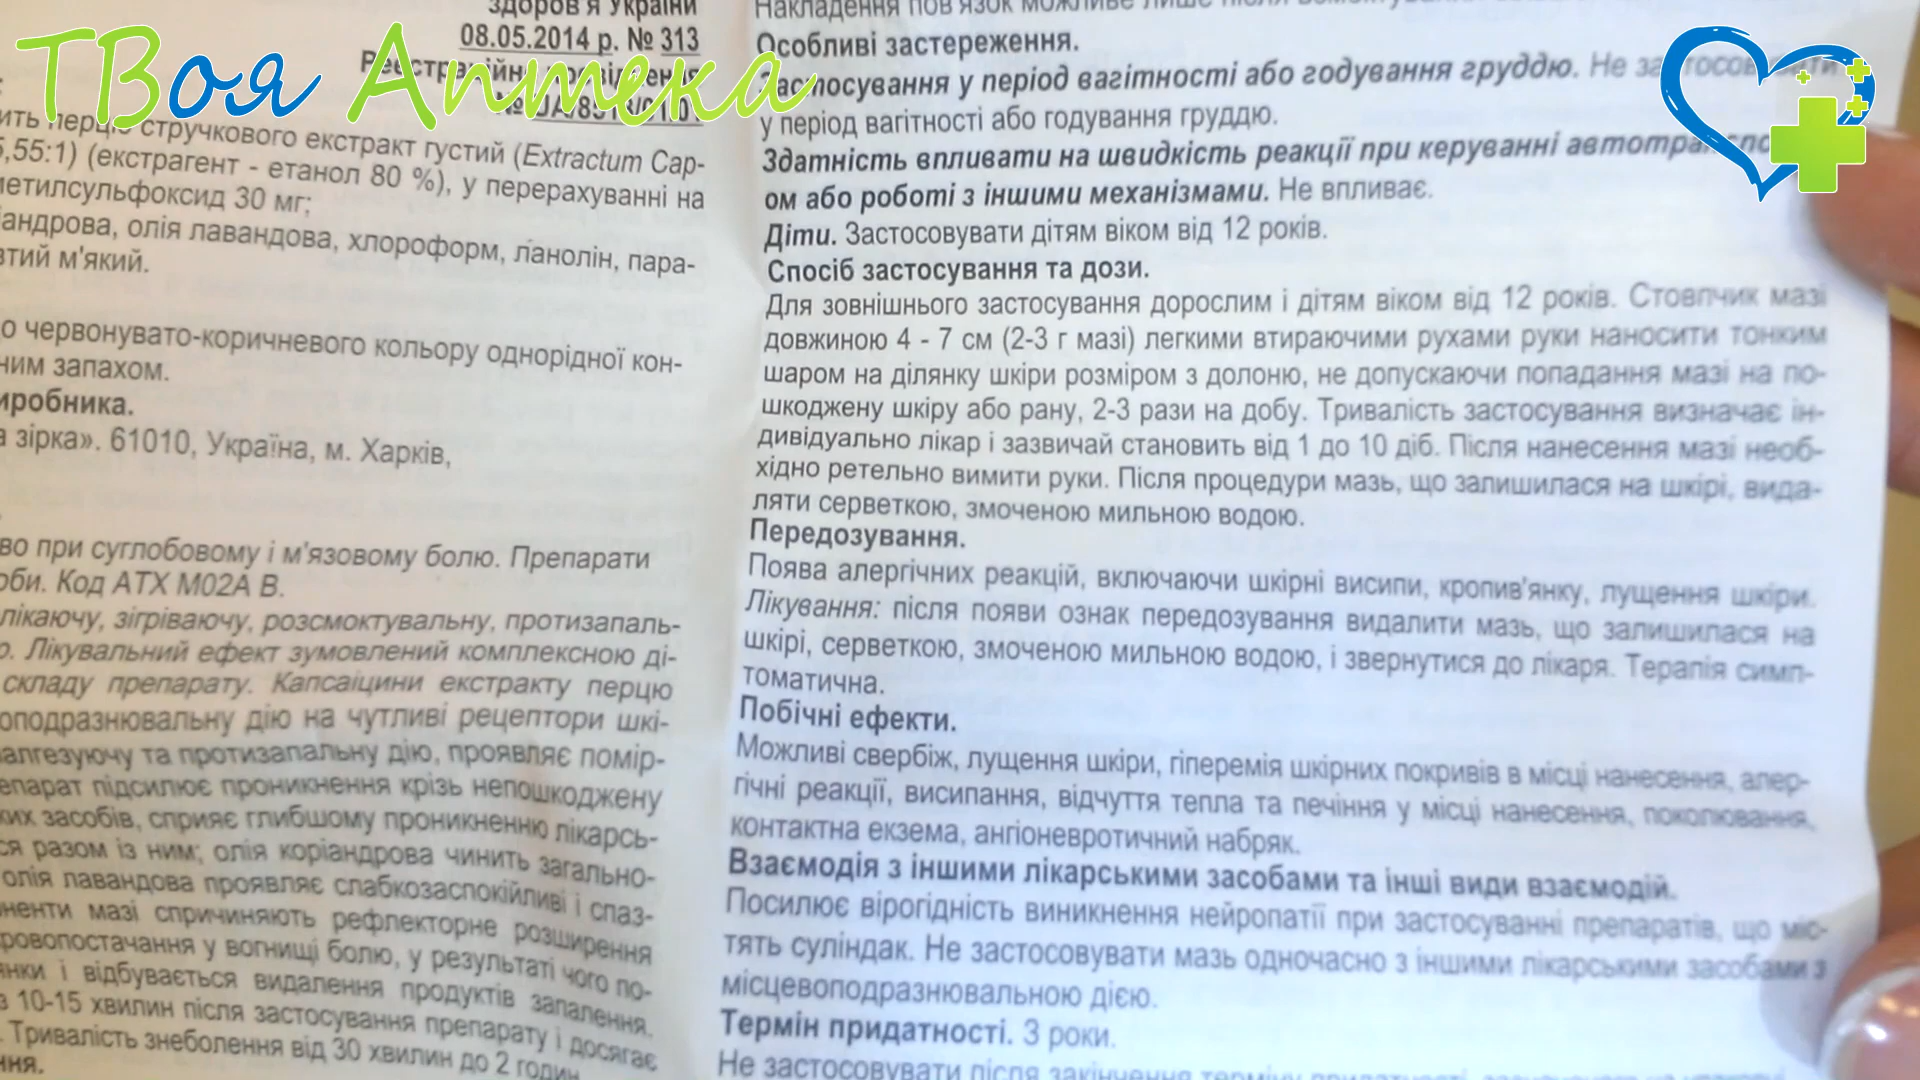 ТВоя Аптека
здоров'я України
08.05.2014 р. № 313
ить перцю стручкового екстракт густий (Extractum Cap-
5,55:1) (екстрагент - етанол 80 %), у перерахуванні на
метилсульфоксид 30 мг;
андрова, олія лавандова, хлороформ, ланолін, пара-
втий м'який.
о червонувато-коричневого кольору однорідної кон-
ним запахом.
иробника.
а зірка». 61010, Україна, м. Харків,
во при суглобовому і м'язовому болю. Препарати
оби. Код АТХ М02А В.
лікаючу, зігріваючу, розсмоктувальну, протизапаль-
ю. Лікувальний ефект зумовлений комплексною ді-
складу препарату. Капсаїцини екстракту перцю
оподразнювальну дію на чутливі рецептори шкі-
алгезуючу та протизапальну дію, проявляє помір-
епарат підсилює проникнення крізь непошкоджену
ких засобів, сприяє глибшому проникненню лікарсь-
ся разом із ним; олія коріандрова чинить загально-
олія лавандова проявляє слабкозаспокійливі і спаз-
ненти мазі спричиняють рефлекторне розширення
ровопостачання у вогнищі болю, у результаті чого по-
янки і відбувається видалення продуктів запалення.
з 10-15 хвилин після застосування препарату і досягає
. Тривалість знеболення від 30 хвилин до 2 годин
ння.
Накладення пов'язок можливе лише після
Особливі застереження.
Застосування у період вагітності або годування груддю. Не застосовувати
у період вагітності або годування груддю.
Здатність впливати на швидкість реакції при керуванні автотранспо
ом або роботі з іншими механізмами. Не впливає.
Діти. Застосовувати дітям віком від 12 років.
Спосіб застосування та дози.
Для зовнішнього застосування дорослим і дітям віком від 12 років. Стовпчик мазі
довжиною 4 - 7 см (2-3 г мазі) легкими втираючими рухами руки наносити тонким
шаром на ділянку шкіри розміром з долоню, не допускаючи попадання мазі на по-
шкоджену шкіру або рану, 2-3 рази на добу. Тривалість застосування визначає ін-
дивідуально лікар і зазвичай становить від 1 до 10 діб. Після нанесення мазі необ-
хідно ретельно вимити руки. Після процедури мазь, що залишилася на шкірі, вида-
ляти серветкою, змоченою мильною водою.
Передозування.
Поява алергічних реакцій, включаючи шкірні висипи, кропив'янку, лущення шкіри.
Лікування: після появи ознак передозування видалити мазь, що залишилася на
шкірі, серветкою, змоченою мильною водою, і звернутися до лікаря. Терапія симп-
томатична.
Побічні ефекти.
Можливі свербіж, лущення шкіри, гіперемія шкірних покривів в місці нанесення, алер-
гічні реакції, висипання, відчуття тепла та печіння у місці нанесення, поколювання,
контактна екзема, ангіоневротичний набряк.
Взаємодія з іншими лікарськими засобами та інші види взаємодій.
Посилює вірогідність виникнення нейропатії при застосуванні препаратів, що міс-
тять суліндак. Не застосовувати мазь одночасно з іншими лікарськими засобами з
місцевоподразнювальною дією.
Термін придатності. 3 роки.
Не застосовувати після закінчення терміну придатності,